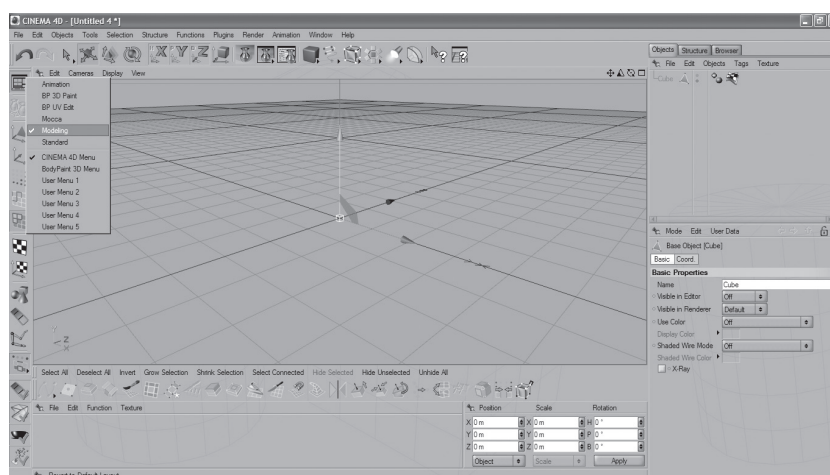 CINEMA 4D - [Untitled 4 *]
File Edit Objects Tools Selection Structure Functions Plugins Render Animation Window Help
Objects Structure Browser
File Edit Objects Tags Texture
Cube
Edit Cameras Display View
Animation
BP 3D Paint
BP UV Edit
Mocca
Modeling
Standard
CINEMA 4D Menu
BodyPaint 3D Menu
User Menu 1
User Menu 2
User Menu 3
User Menu 4
User Menu 5
Mode Edit User Data
Base Object [Cube]
Basic Coord.
Basic Properties
Name Cube
Visible in Editor Off
Visible in Renderer Default
Use Color Off
Display Color
Shaded Wire Mode Off
Shaded Wire Color
X-Ray
Y
Z
X
Select All Deselect All Invert Grow Selection Shrink Selection Select Connected Hide Selected Hide Unselected Unhide All
File Edit Function Texture
Position Scale Rotation
X 0 m X 0 m H 0 °
Y 0 m Y 0 m P 0 °
Z 0 m Z 0 m B 0 °
Object Scale Apply
Revert to Default Layout